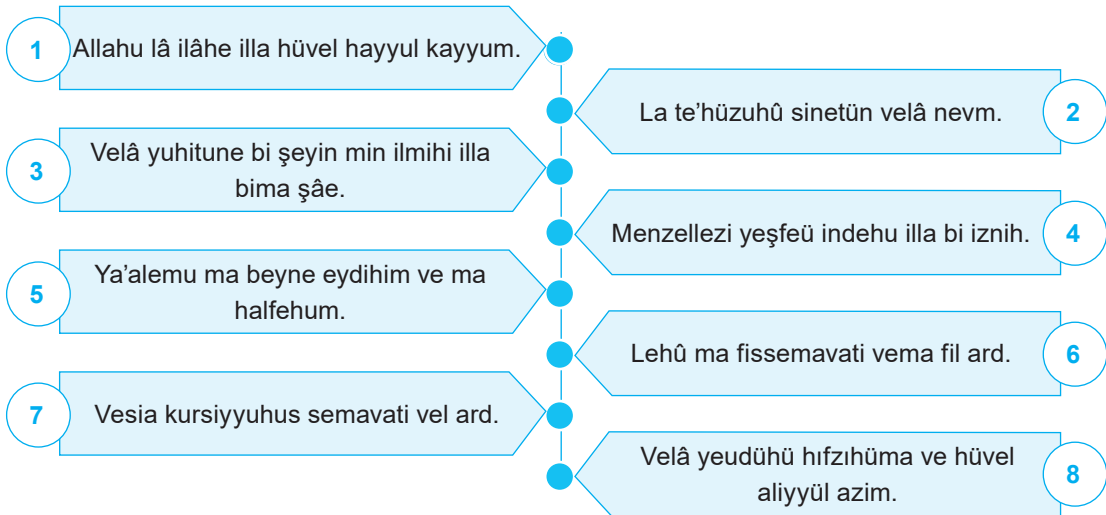 1
Allahu lâ ilâhe illa hüvel hayyul kayyum.
La te’hüzuhû sinetün velâ nevm.
2
3
Velâ yuhitune bi şeyin min ilmihi illa
bima şâe.
Menzellezi yeşfeü indehu illa bi iznih.
4
5
Ya’alemu ma beyne eydihim ve ma
halfehum.
Lehû ma fissemavati vema fil ard.
6
7
Vesia kursiyyuhus semavati vel ard.
Velâ yeudühü hıfzıhüma ve hüvel
aliyyül azim.
8